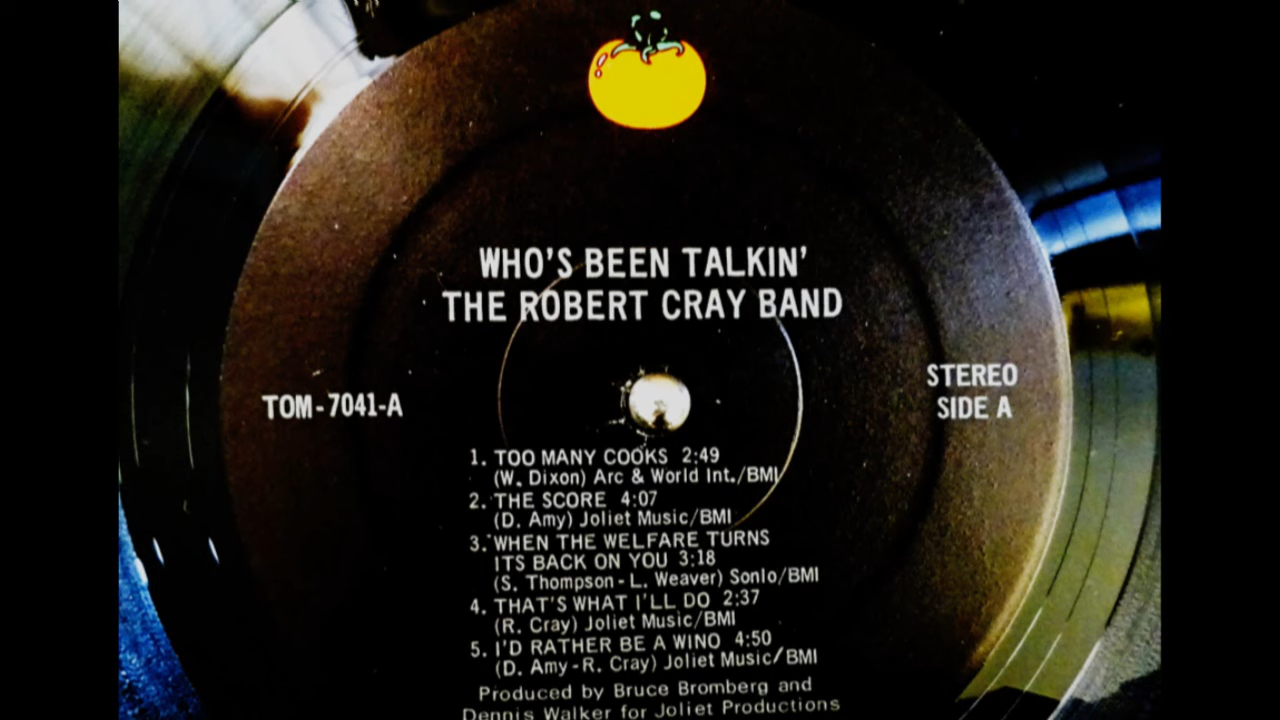 WHO'S BEEN TALKIN'
THE ROBERT CRAY BAND
TOM-7041-A
STEREO
SIDE A
1. TOO MANY COOKS 2:49
(W. Dixon) Arc & World Int./BMI
2. THE SCORE 4:07
(D. Amy) Joliet Music/BMI
3. WHEN THE WELFARE TURNS
ITS BACK ON YOU 3:18
(S. Thompson - L. Weaver) Sonlo/BMI
4. THAT'S WHAT I'LL DO 2:37
(R. Cray) Joliet Music/BMI
5. I'D RATHER BE A WINO 4:50
(D. Amy - R. Cray) Joliet Music/BMI
Produced by Bruce Bromberg and
Dennis Walker for Joliet Productions